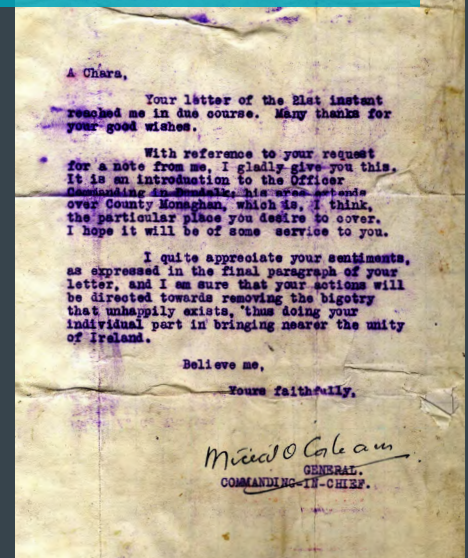 A Chara,
Your letter of the 21st instant
reached me in due course. Many thanks for
your good wishes.
With reference to your request
for a note from me, I gladly give you this.
It is an introduction to the Officer
Commanding in Dundalk; his area extends
over County Monaghan, which is, I think,
the particular place you desire to cover.
I hope it will be of some service to you.
I quite appreciate your sentiments,
as expressed in the final paragraph of your
letter, and I am sure that your actions will
be directed towards removing the bigotry
that unhappily exists, thus doing your
individual part in bringing nearer the unity
of Ireland.
Believe me,
Yours faithfully,
Míceál O Coileáin
GENERAL.
COMMANDING-IN-CHIEF.